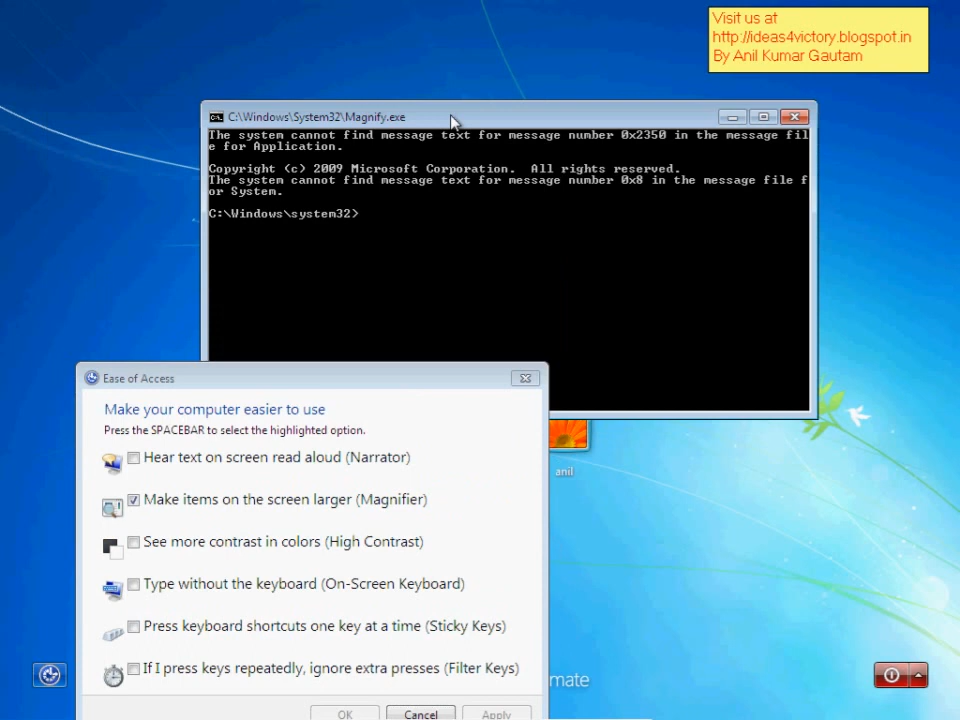 Visit us at
http://ideas4victory.blogspot.in
By Anil Kumar Gautam
C:\Windows\System32\Magnify.exe
The system cannot find message text for message number 0x2350 in the message fil
e for Application.
Copyright (c) 2009 Microsoft Corporation.  All rights reserved.
The system cannot find message text for message number 0x8 in the message file f
or System.
C:\Windows\system32>
Ease of Access
Make your computer easier to use
Press the SPACEBAR to select the highlighted option.
Hear text on screen read aloud (Narrator)
anil
Make items on the screen larger (Magnifier)
See more contrast in colors (High Contrast)
Type without the keyboard (On-Screen Keyboard)
Press keyboard shortcuts one key at a time (Sticky Keys)
If I press keys repeatedly, ignore extra presses (Filter Keys)
mate
OK Cancel Apply